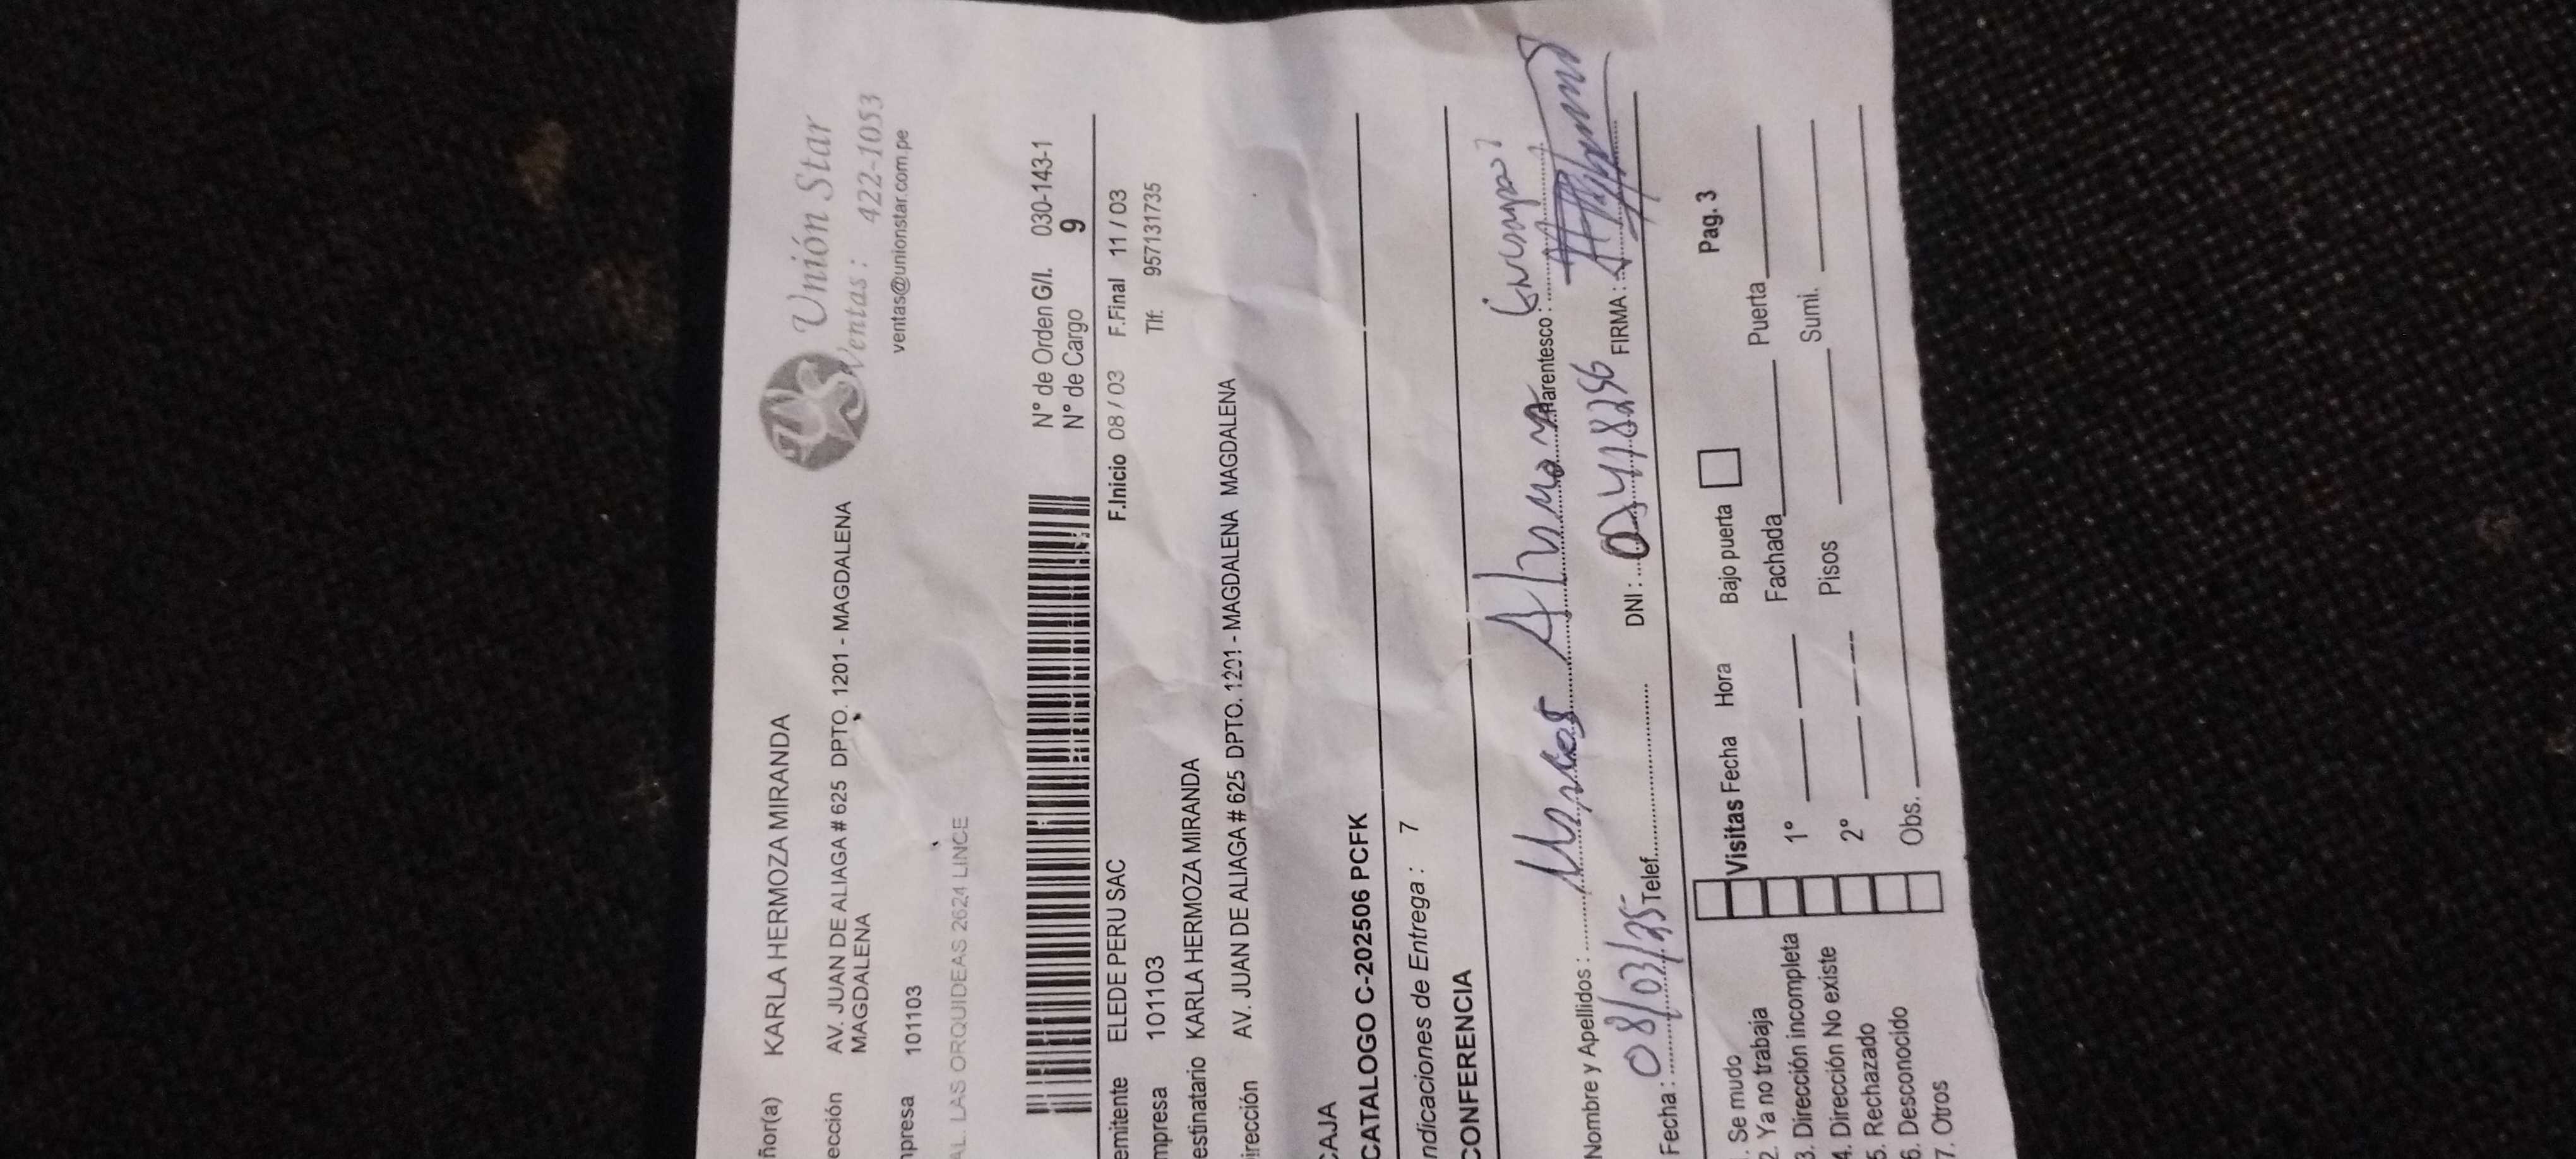 ñor(a) KARLA HERMOZA MIRANDA
Unión Star
Ventas : 422-1053
ventas@unionstar.com.pe
ección AV. JUAN DE ALIAGA # 625 DPTO. 1201 - MAGDALENA
MAGDALENA
npresa 101103
AL. LAS ORQUIDEAS 2624 LINCE
N° de Orden G/I. 030-143-1
N° de Cargo 9
emitente ELEDE PERU SAC F.Inicio 08 / 03 F.Final 11 / 03
mpresa 101103 Tlf: 957131735
estinatario KARLA HERMOZA MIRANDA
irección AV. JUAN DE ALIAGA # 625 DPTO. 1201 - MAGDALENA MAGDALENA
CAJA
CATALOGO C-202506 PCFK
ndicaciones de Entrega : 7
CONFERENCIA
Nombre y Apellidos : Marcos Parentesco :
Fecha : 08/03/25 Telef. DNI : FIRMA :
Pag. 3
. Se mudo
2. Ya no trabaja
3. Dirección incompleta
4. Dirección No existe
5. Rechazado
6. Desconocido
7. Otros
Visitas Fecha Hora Bajo puerta
1° Fachada Puerta
2° Pisos Sumi.
Obs.